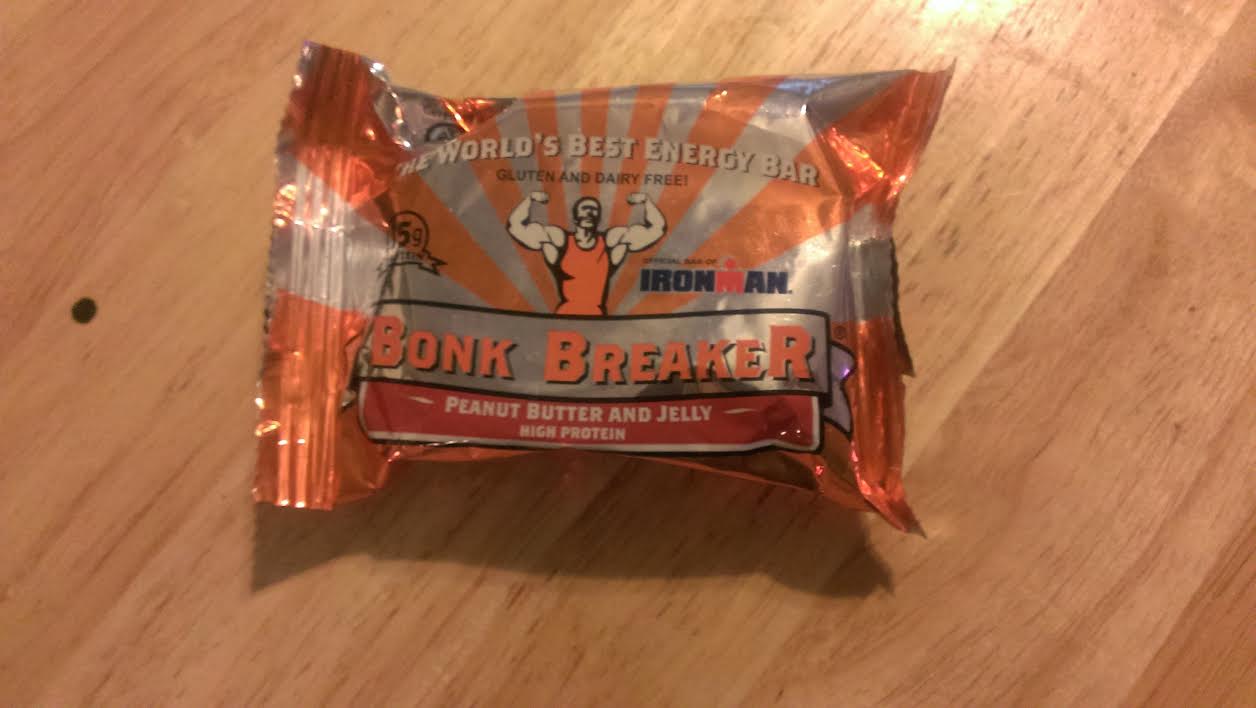 THE WORLD'S BEST ENERGY BAR
GLUTEN AND DAIRY FREE!
OFFICIAL BAR OF
IRONMAN
BONK BREAKER®
PEANUT BUTTER AND JELLY
HIGH PROTEIN